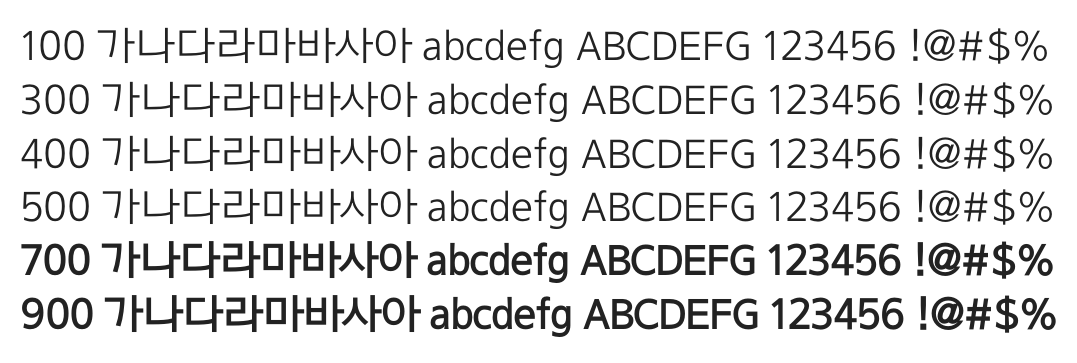 100 가나다라마바사아 abcdefg ABCDEFG 123456 !@#$%
300 가나다라마바사아 abcdefg ABCDEFG 123456 !@#$%
400 가나다라마바사아 abcdefg ABCDEFG 123456 !@#$%
500 가나다라마바사아 abcdefg ABCDEFG 123456 !@#$%
700 가나다라마바사아 abcdefg ABCDEFG 123456 !@#$%
900 가나다라마바사아 abcdefg ABCDEFG 123456 !@#$%